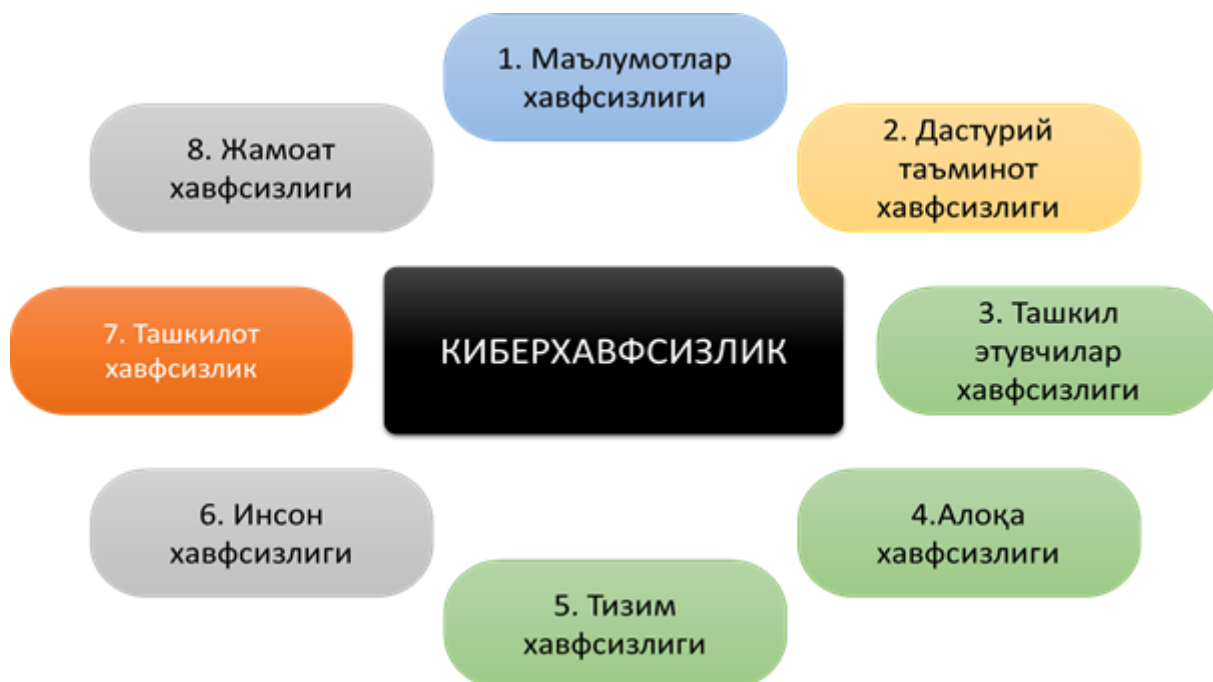 1. Маълумотлар
хавфсизлиги
2. Дастурий
таъминот
хавфсизлиги
3. Ташкил
этувчилар
хавфсизлиги
4.Алоқа
хавфсизлиги
5. Тизим
хавфсизлиги
6. Инсон
хавфсизлиги
7. Ташкилот
хавфсизлик
8. Жамоат
хавфсизлиги
КИБЕРХАВФСИЗЛИК